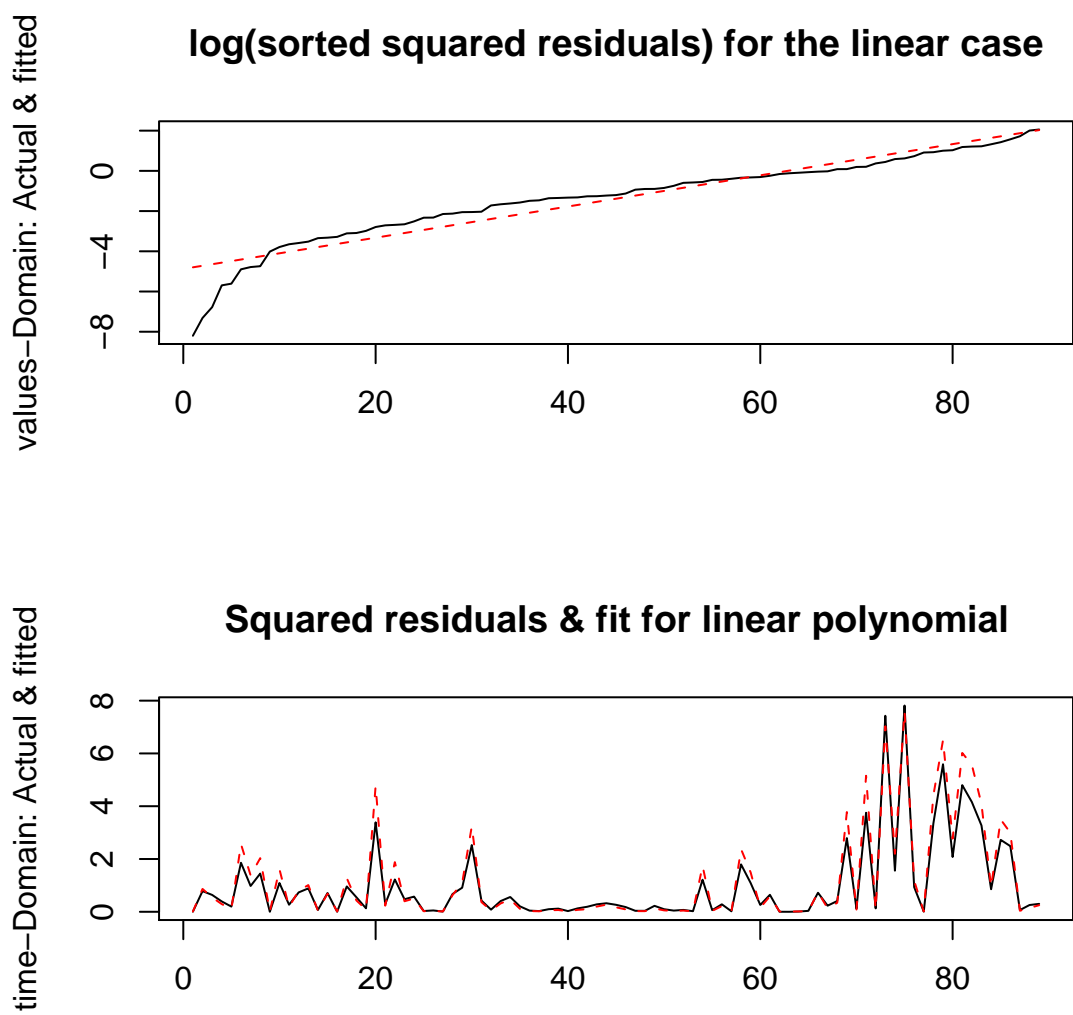 log(sorted squared residuals) for the linear case
values−Domain: Actual & fitted
0
−4
−8
0 20 40 60 80
Squared residuals & fit for linear polynomial
time−Domain: Actual & fitted
8
6
4
2
0
0 20 40 60 80